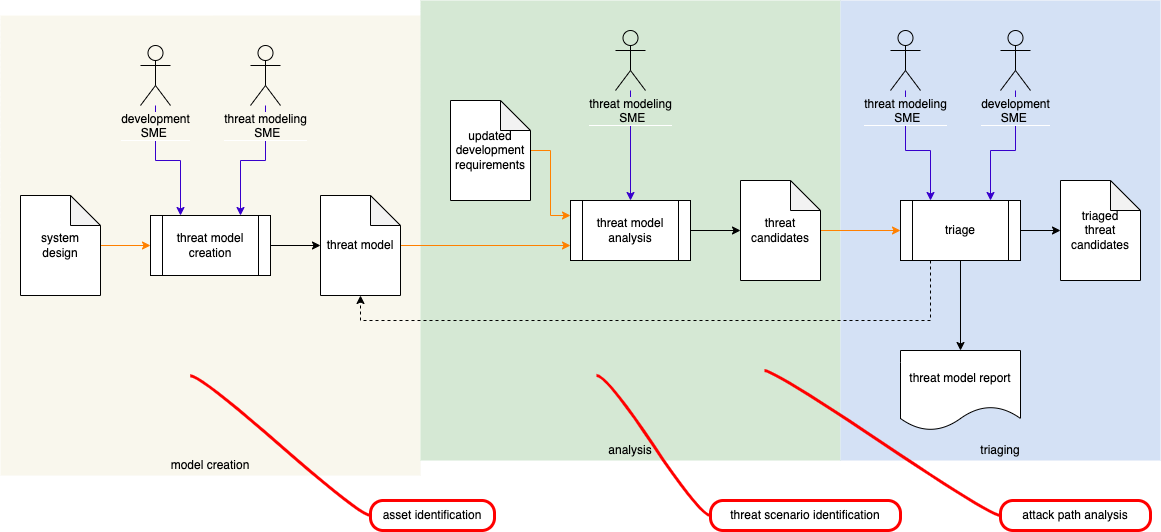 development
SME
threat modeling
SME
system
design
threat model
creation
threat model
model creation
updated
development
requirements
threat modeling
SME
threat model
analysis
threat
candidates
analysis
threat modeling
SME
development
SME
triage
triaged
threat
candidates
threat model report
triaging
asset identification
threat scenario identification
attack path analysis